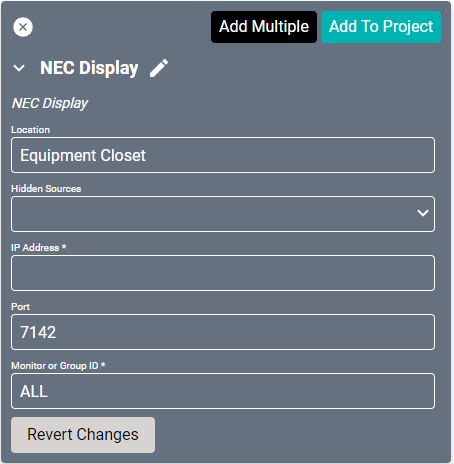 Add Multiple
Add To Project
NEC Display
NEC Display
Location
Equipment Closet
Hidden Sources
IP Address *
Port
7142
Monitor or Group ID *
ALL
Revert Changes